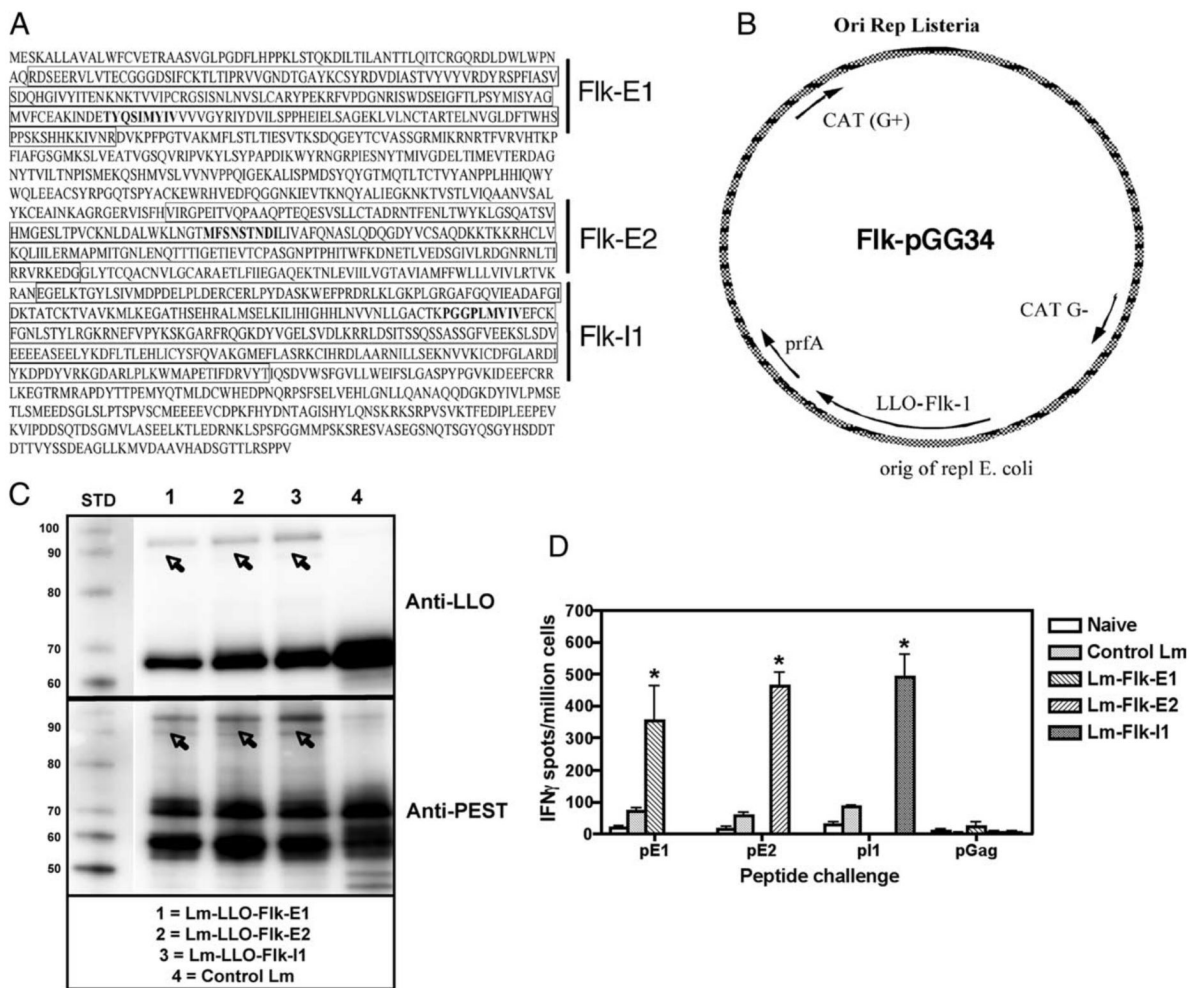 A
MESKALLAVALWFCVETRAASVGLPGDFLHPPKLSTQKDILTILANTTLQITCRGQRDLDWLWPN
AQRDSEERVLVTECGGGDSIFCKTLTIPRVVGNDTGAYKCSYRDVDIASTVYVYVRDYRSPFIASV
SDQHGIVYITENKNKTVVIPCRGSISNLNVSLCARYPEKRFVPDGNRISWDSEIGFTLPSYMISYAG
MVFCEAKINDETYQSIMYIVVVVGYRIYDVILSPPHEIELSAGEKLVLNCTARTELNVGLDFTWHS
PPSKSHHKKIVNRDVKPFPGTVAKMFLSTLTIESVTKSDQGEYTCVASSGRMIKRNRTFVRVHTKP
FIAFGSGMKSLVEATVGSQVRIPVKYLSYPAPDIKWYRNGRPIESNYTMIVGDELTIMEVTERDAG
NYTVILTNPISMEKQSHMVSLVVNVPPQIGEKALISPMDSYQYGTMQTLTCTVYANPPLHHIQWY
WQLEEACSYRPGQTSPYACKEWRHVEDFQGGNKIEVTKNQYALIEGKNKTVSTLVIQAANVSAL
YKCEAINKAGRGERVISFHVIRGPEITVQPAAQPTEQESVSLLCTADRNTFENLTWYKLGSQATSV
HMGESLTPVCKNLDALWKLNGTMFSNSTNDILIVAFQNASLQDQGDYVCSAQDKKTKKRHCLV
KQLIILERMAPMITGNLENQTTTIGETIEVTCPASGNPTPHITWFKDNETLVEDSGIVLRDGNRNLTI
RRVRKEDGGLYTCQACNVLGCARAETLFIIEGAQEKTNLEVIILVGTAVIAMFFWLLLVIVLRTVK
RANEGELKTGYLSIVMDPDELPLDERCERLPYDASKWEFPRDRLKLGKPLGRGAFGQVIEADAFGI
DKTATCKTVAVKMLKEGATHSEHRALMSELKILIHIGHHLNVVNLLGACTKPGGPLMVIVEFCK
FGNLSTYLRGKRNEFVPYKSKGARFRQGKDYVGELSVDLKRRLDSITSSQSSASSGFVEEKSLSDV
EEEEASEELYKDFLTLEHLICYSFQVAKGMEFLASRKCIHRDLAARNILLSEKNVVKICDFGLARDI
YKDPDYVRKGDARLPLKWMAPETIFDRVYTIQSDVWSFGVLLWEIFSLGASPYPGVKIDEEFCRR
LKEGTRMRAPDYTTPEMYQTMLDCWHEDPNQRPSFSELVEHLGNLLQANAQQDGKDYIVLPMSE
TLSMEEDSGLSLPTSPVSCMEEEEVCDPKFHYDNTAGISHYLQNSKRKSRPVSVKTFEDIPLEEPEV
KVIPDDSQTDSGMVLASEELKTLEDRNKLSPSFGGMMPSKSRESVASEGSNQTSGYQSGYHSDDT
DTTVYSSDEAGLLKMVDAAVHADSGTTLRSPPV
Flk-E1
Flk-E2
Flk-I1
B
Ori Rep Listeria
CAT (G+)
Flk-pGG34
CAT G-
prfA
LLO-Flk-1
orig of repl E. coli
C
STD
1
2
3
4
100
90
80
70
60
Anti-LLO
90
80
70
60
50
Anti-PEST
1 = Lm-LLO-Flk-E1
2 = Lm-LLO-Flk-E2
3 = Lm-LLO-Flk-I1
4 = Control Lm
D
IFNγ spots/million cells
700
600
500
400
300
200
100
0
*
*
*
pE1
pE2
pI1
pGag
Peptide challenge
Naive
Control Lm
Lm-Flk-E1
Lm-Flk-E2
Lm-Flk-I1